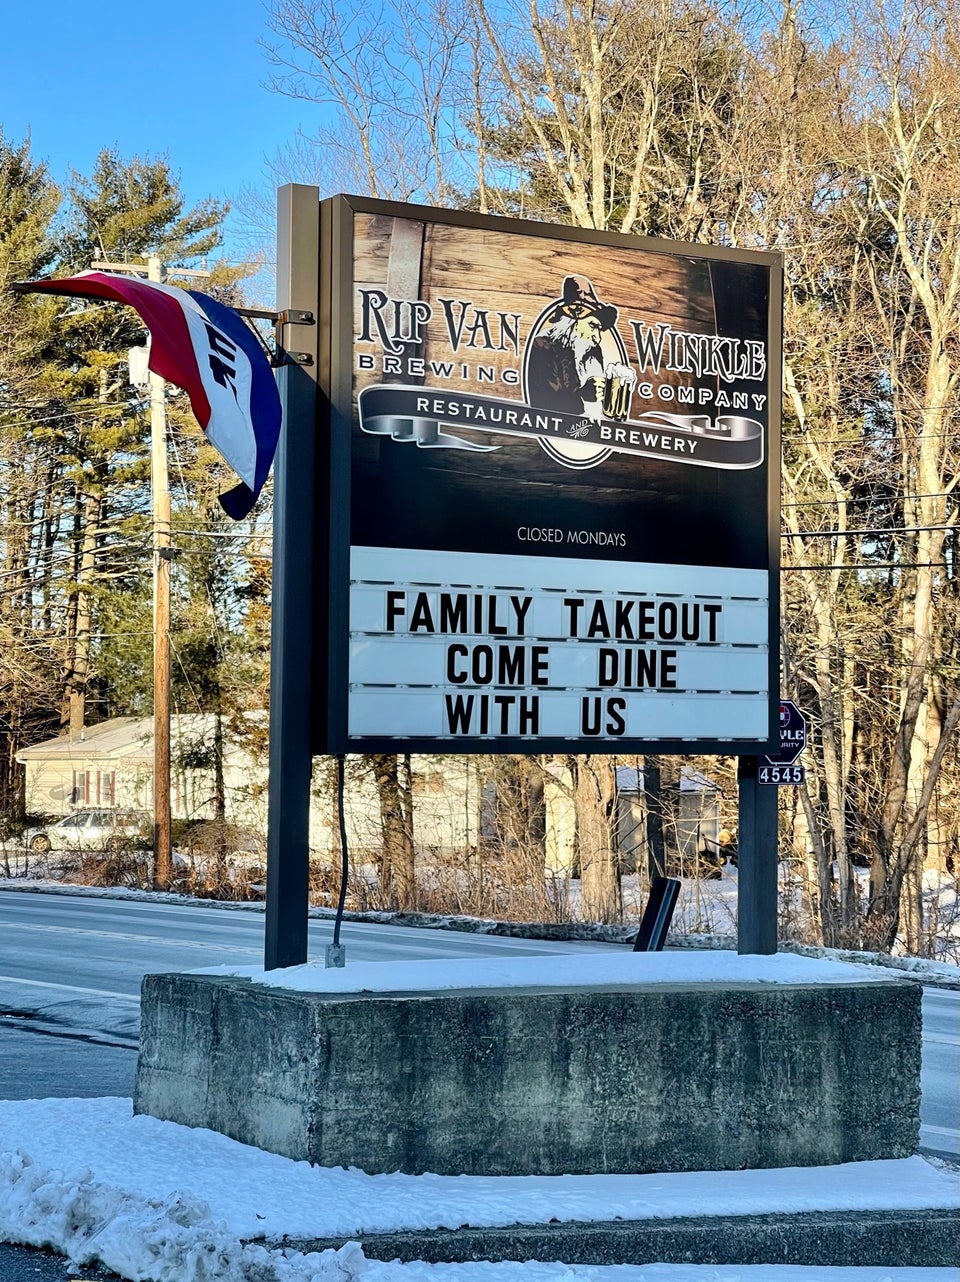 RIP VAN WINKLE
BREWING COMPANY
RESTAURANT AND BREWERY
CLOSED MONDAYS
FAMILY TAKEOUT
COME DINE
WITH US
4545